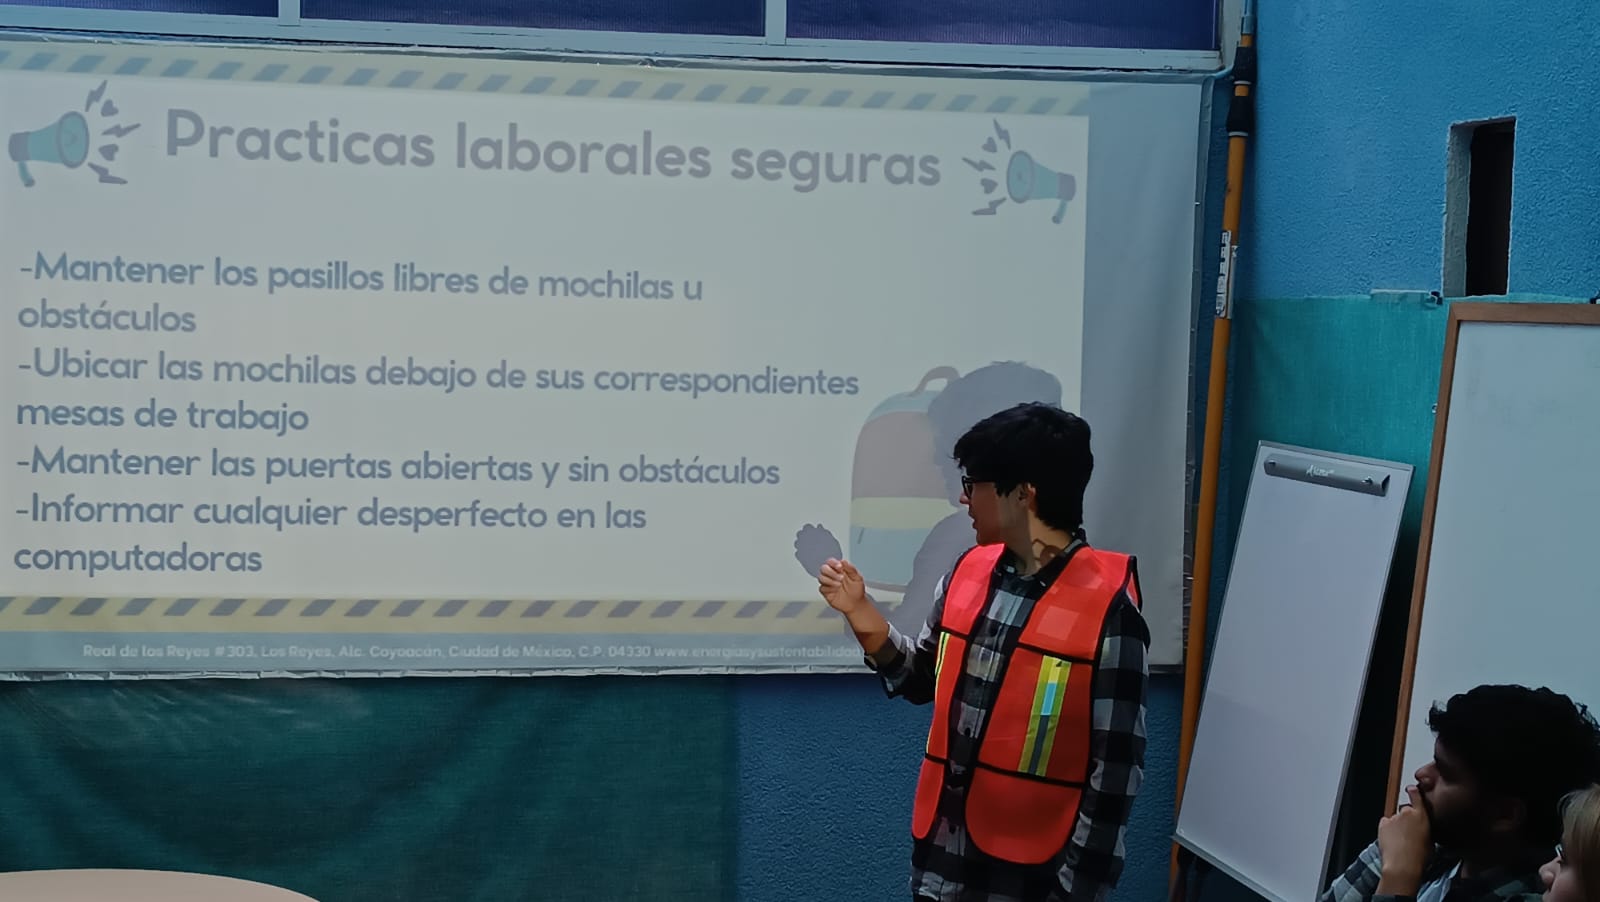 Practicas laborales seguras
-Mantener los pasillos libres de mochilas u
obstáculos
-Ubicar las mochilas debajo de sus correspondientes
mesas de trabajo
-Mantener las puertas abiertas y sin obstáculos
-Informar cualquier desperfecto en las
computadoras
Real de los Reyes #303, Los Reyes, Alc. Coyoacán, Ciudad de México, C.P. 04330 www.energiasysustentabilidad